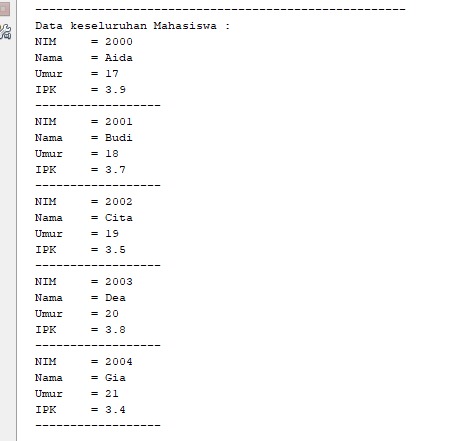 -----------------------------------------------------
Data keseluruhan Mahasiswa :
NIM     = 2000
Nama    = Aida
Umur    = 17
IPK     = 3.9
------------------
NIM     = 2001
Nama    = Budi
Umur    = 18
IPK     = 3.7
------------------
NIM     = 2002
Nama    = Cita
Umur    = 19
IPK     = 3.5
------------------
NIM     = 2003
Nama    = Dea
Umur    = 20
IPK     = 3.8
------------------
NIM     = 2004
Nama    = Gia
Umur    = 21
IPK     = 3.4
------------------